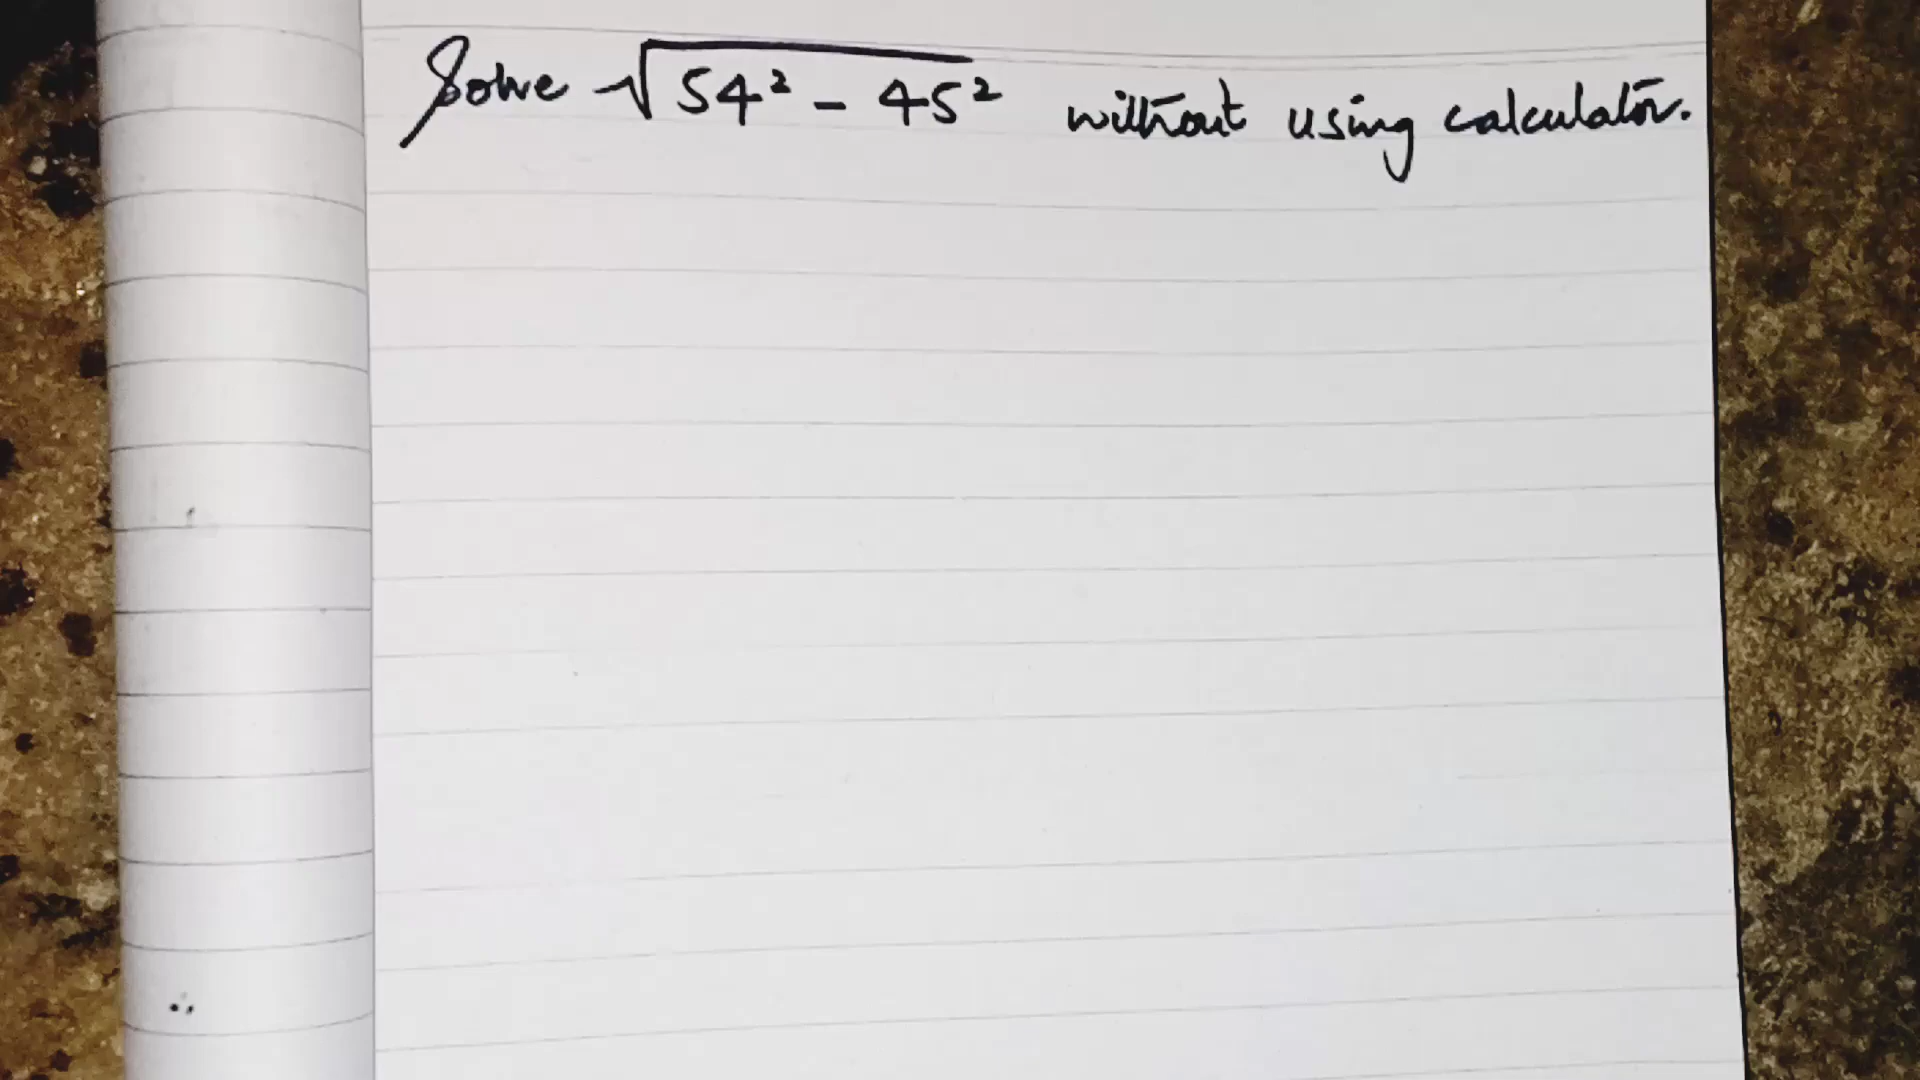 Solve √54² - 45² without using calculator.